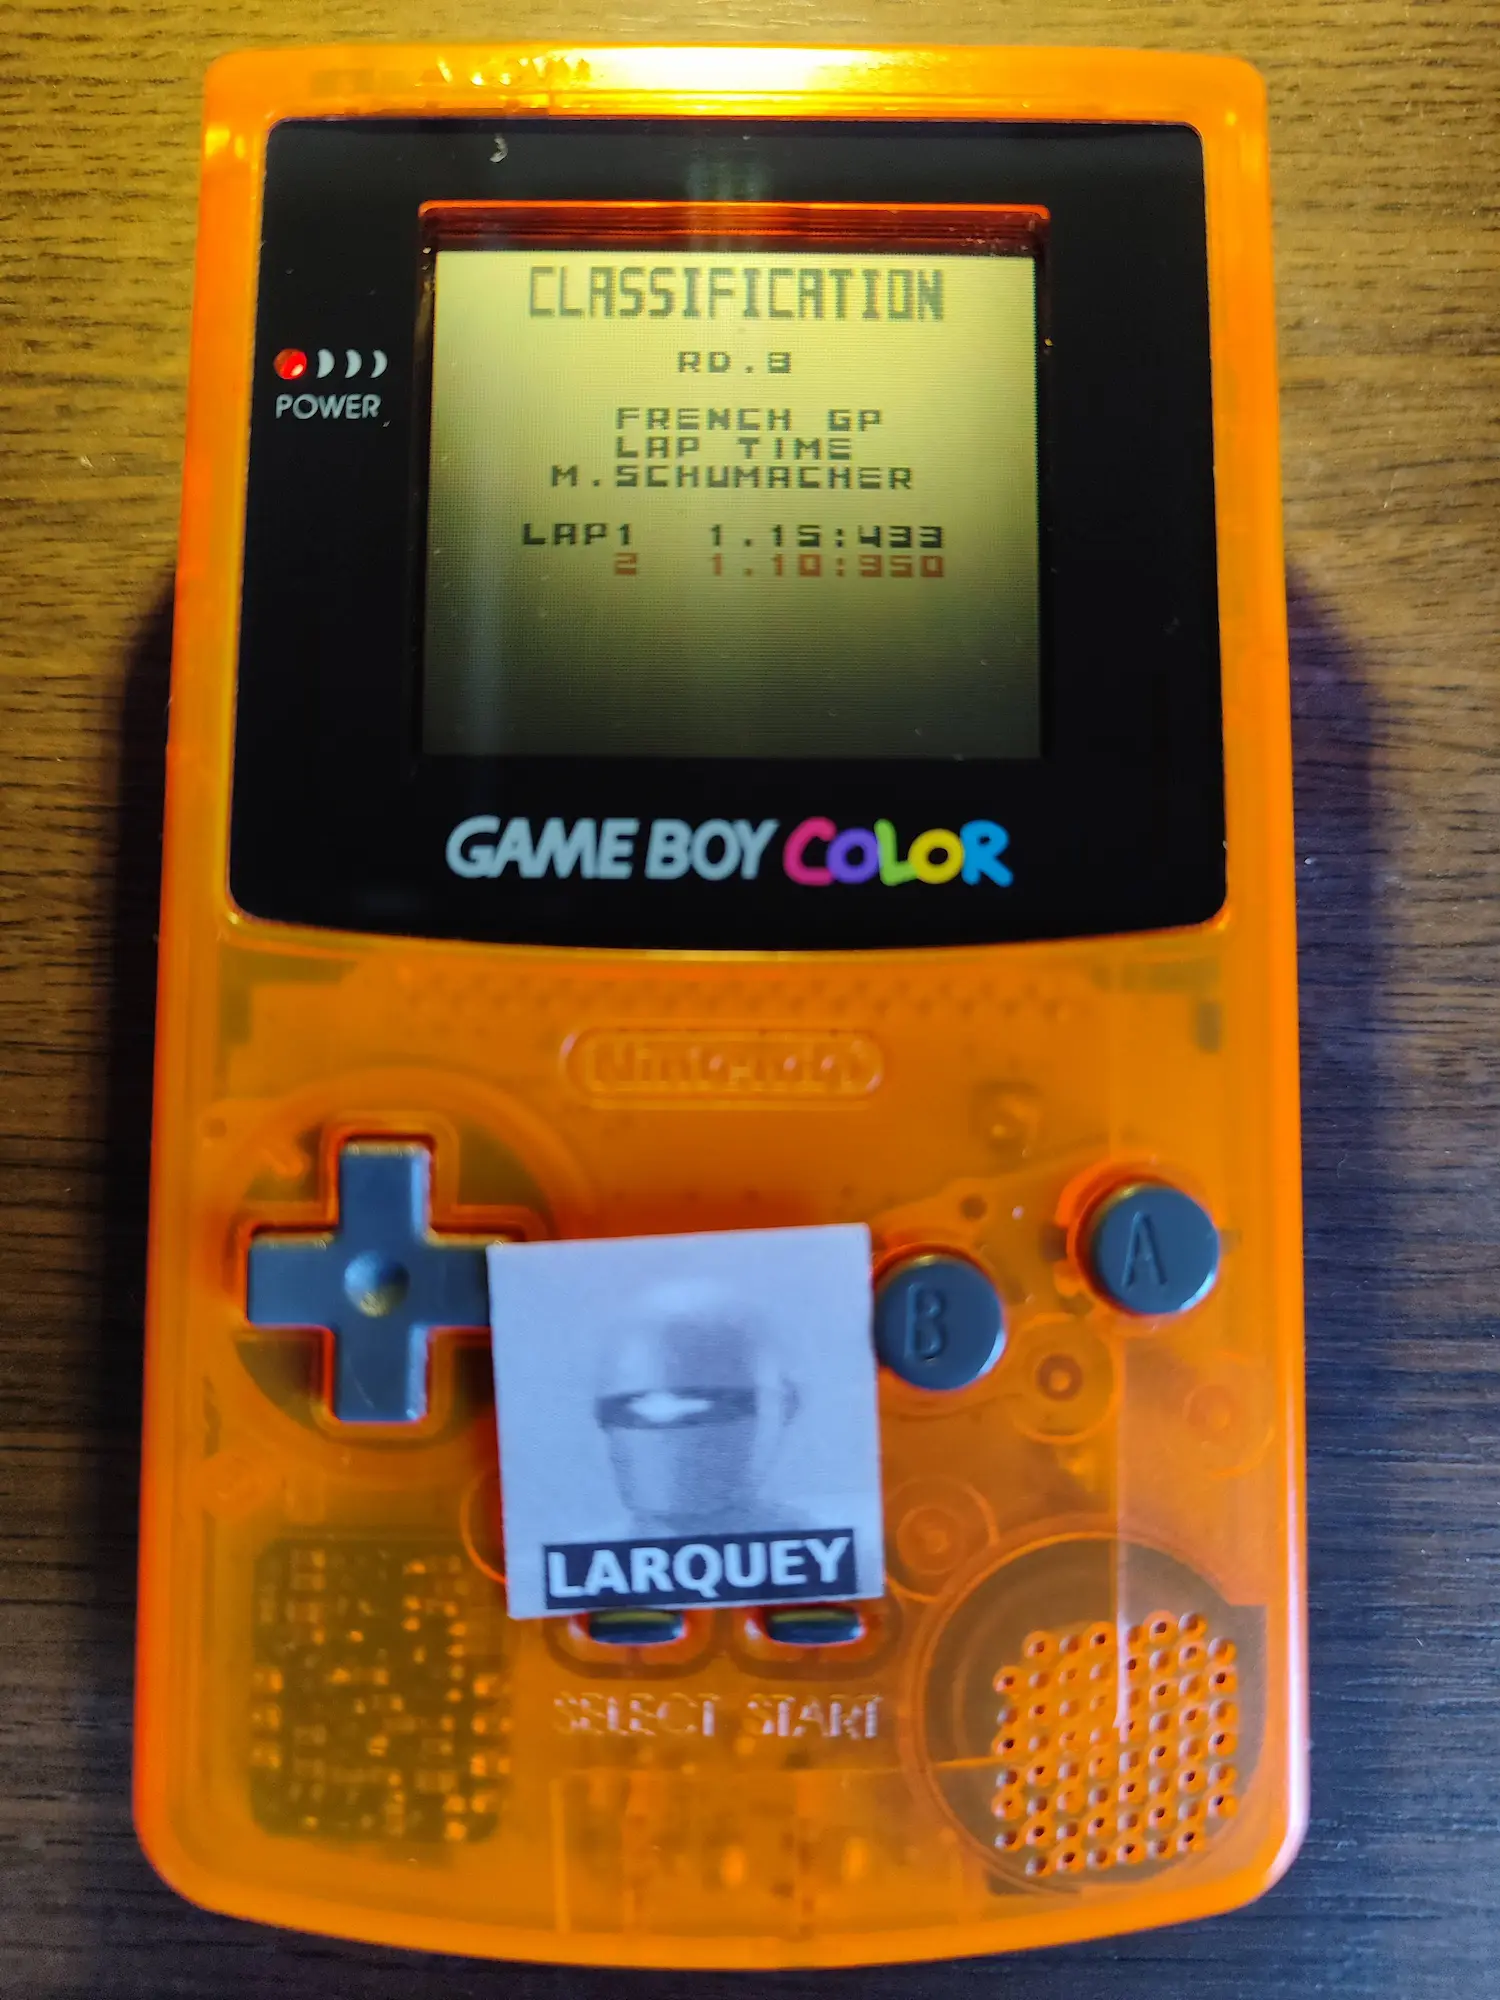 CLASSIFICATION
RD.8
FRENCH GP
LAP TIME
M.SCHUMACHER
LAP1 1.15:433
2 1.10:950
POWER
GAME BOY COLOR
Nintendo
A
B
LARQUEY
SELECT START